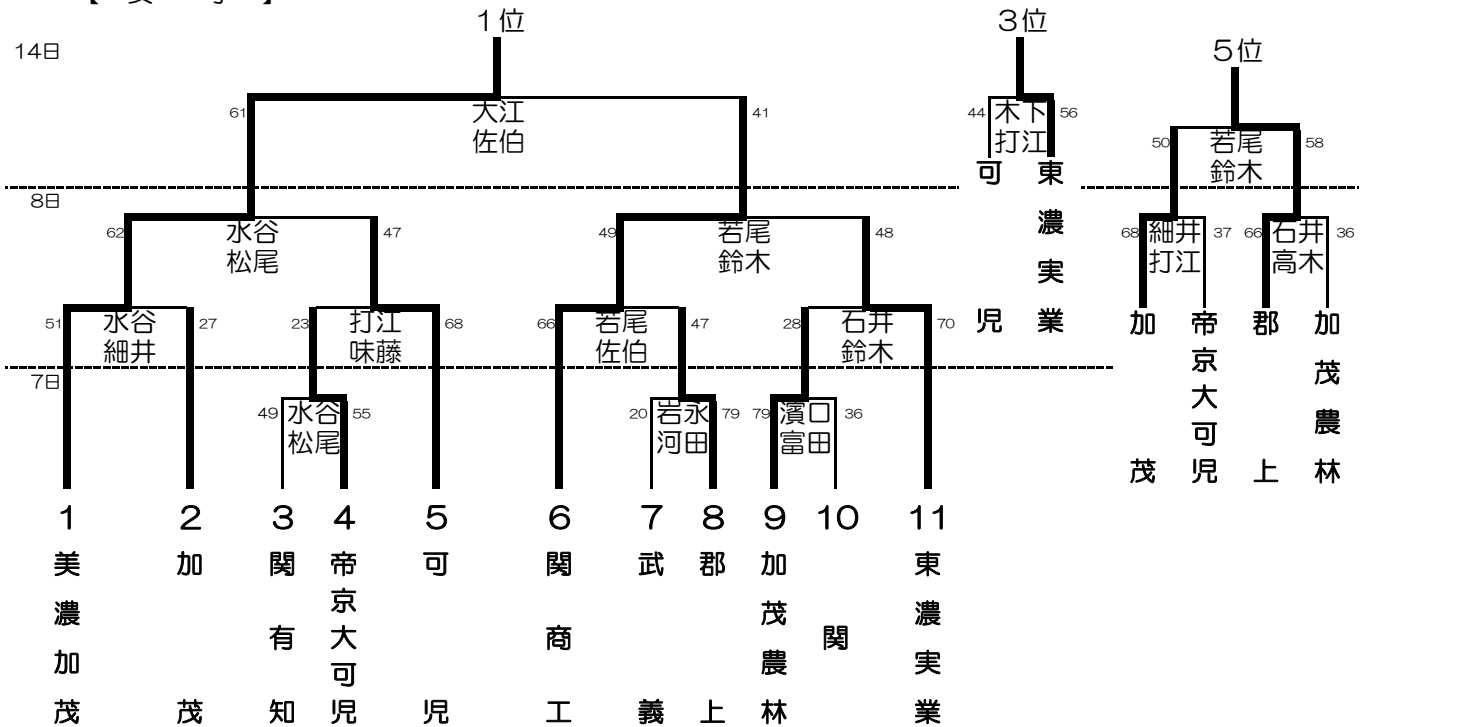 1位
3位
14日
5位
61
大江
佐伯
41
44
木下
打江
56
50
若尾
鈴木
58
可児
東濃実業
8日
62
水谷
松尾
47
49
若尾
鈴木
48
68
細井
打江
37
66
石井
高木
36
加茂
帝京大可児
郡上
加茂農林
51
水谷
細井
27
23
打江
味藤
68
66
若尾
佐伯
47
28
石井
鈴木
70
7日
49
水谷
松尾
55
20
岩永
河田
79
79
濱口
富田
36
1 2 3 4 5 6 7 8 9 10 11
美濃加茂
加茂
関有知
帝京大可児
可児
関商工
武義
郡上
加茂農林
関
東濃実業